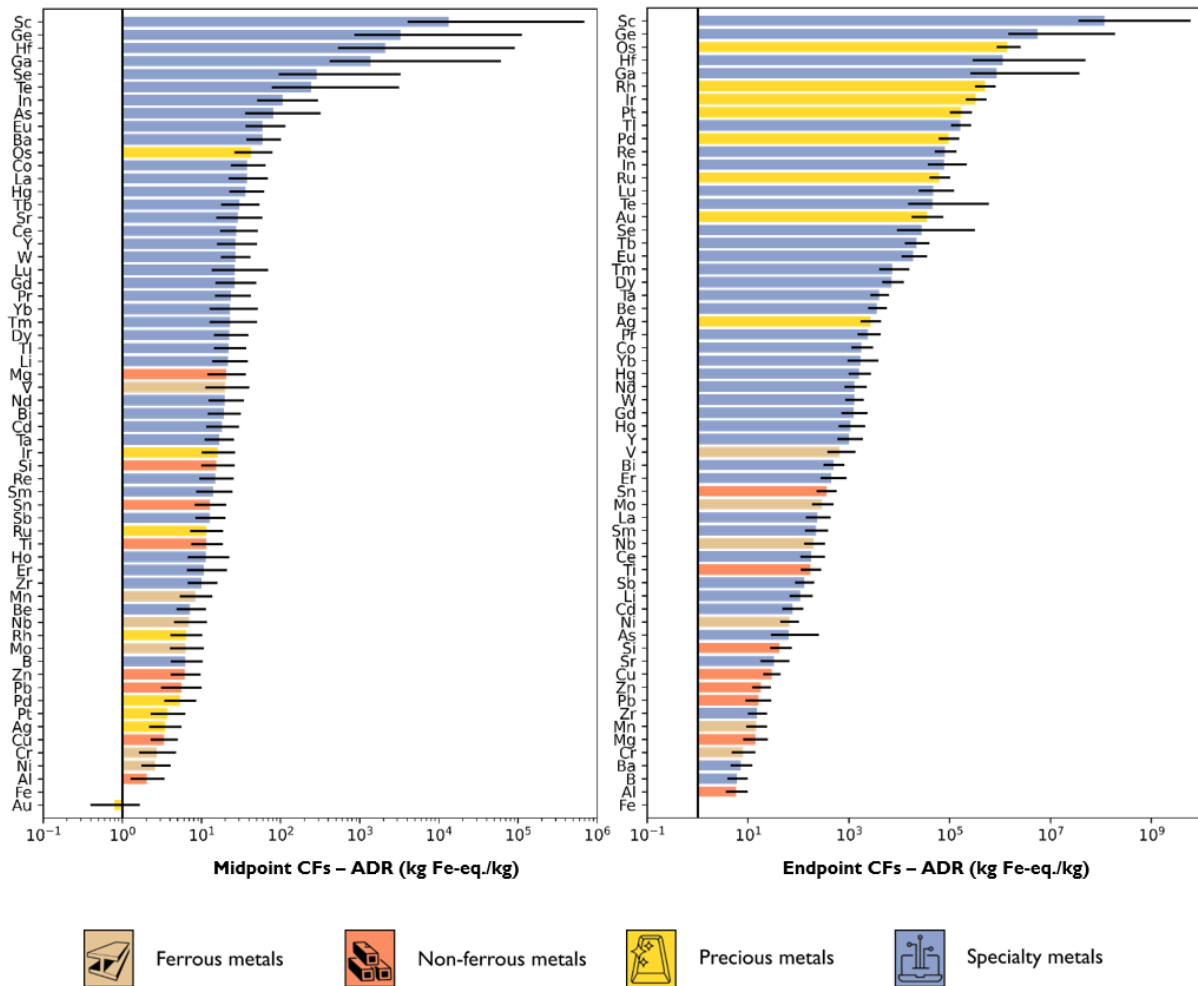 Sc
Ge
Hf
Ga
Se
Te
In
As
Eu
Ba
Os
Co
La
Hg
Tb
Sr
Ce
Y
W
Lu
Gd
Pr
Yb
Tm
Dy
Tl
Li
Mg
V
Nd
Bi
Cd
Ta
Ir
Si
Re
Sm
Sn
Sb
Ru
Ti
Ho
Er
Zr
Mn
Be
Nb
Rh
Mo
B
Zn
Pb
Pd
Pt
Ag
Cu
Cr
Ni
Al
Fe
Au
10⁻¹ 10⁰ 10¹ 10² 10³ 10⁴ 10⁵ 10⁶
Midpoint CFs – ADR (kg Fe-eq./kg)
Sc
Ge
Os
Hf
Ga
Rh
Ir
Pt
Tl
Pd
Re
In
Ru
Lu
Te
Au
Se
Tb
Eu
Tm
Dy
Ta
Be
Ag
Pr
Co
Yb
Hg
Nd
W
Gd
Ho
Y
V
Bi
Er
Sn
Mo
La
Sm
Nb
Ce
Ti
Sb
Li
Cd
Ni
As
Si
Sr
Cu
Zn
Pb
Zr
Mn
Mg
Cr
Ba
B
Al
Fe
10⁻¹ 10¹ 10³ 10⁵ 10⁷ 10⁹
Endpoint CFs – ADR (kg Fe-eq./kg)
Ferrous metals
Non-ferrous metals
Precious metals
Specialty metals